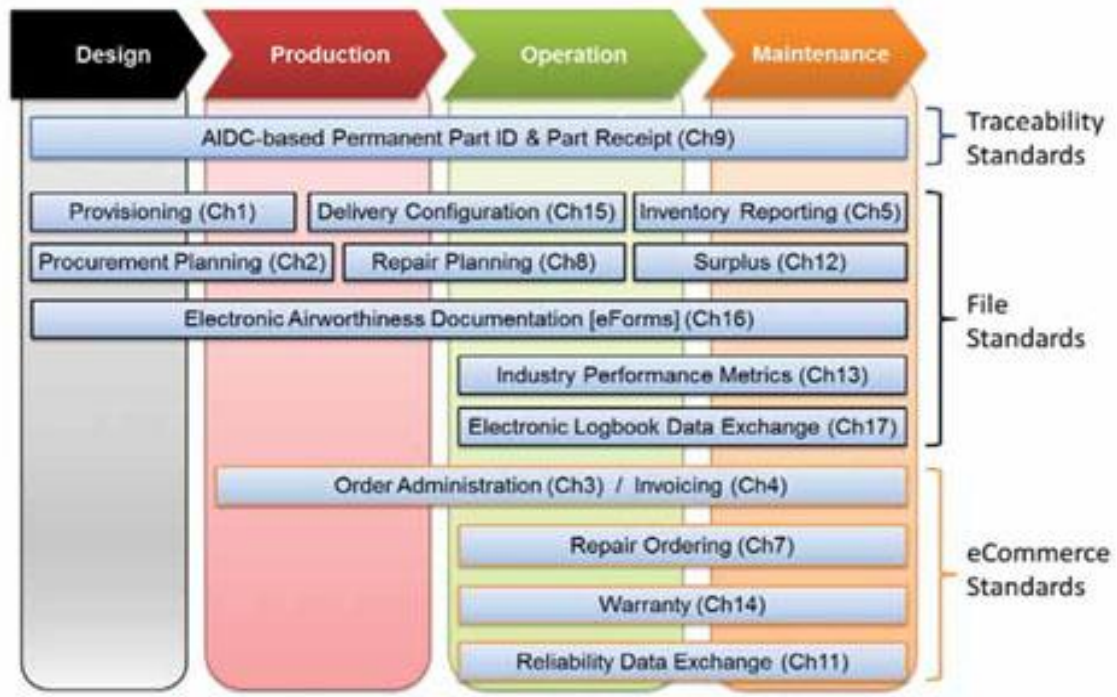 Design
Production
Operation
Maintenance
AIDC-based Permanent Part ID & Part Receipt (Ch9)
Traceability
Standards
Provisioning (Ch1)
Delivery Configuration (Ch15)
Inventory Reporting (Ch5)
Procurement Planning (Ch2)
Repair Planning (Ch8)
Surplus (Ch12)
Electronic Airworthiness Documentation [eForms] (Ch16)
File
Standards
Industry Performance Metrics (Ch13)
Electronic Logbook Data Exchange (Ch17)
Order Administration (Ch3) / Invoicing (Ch4)
Repair Ordering (Ch7)
eCommerce
Standards
Warranty (Ch14)
Reliability Data Exchange (Ch11)